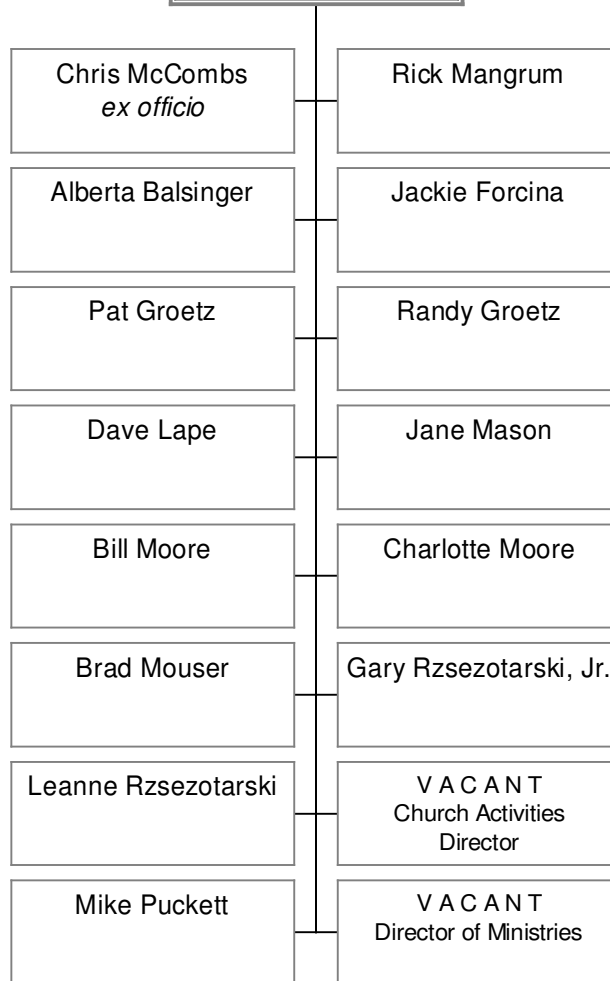 Chris McCombs
ex officio
Rick Mangrum
Alberta Balsinger
Jackie Forcina
Pat Groetz
Randy Groetz
Dave Lape
Jane Mason
Bill Moore
Charlotte Moore
Brad Mouser
Gary Rzsezotarski, Jr.
Leanne Rzsezotarski
V A C A N T
Church Activities
Director
Mike Puckett
V A C A N T
Director of Ministries